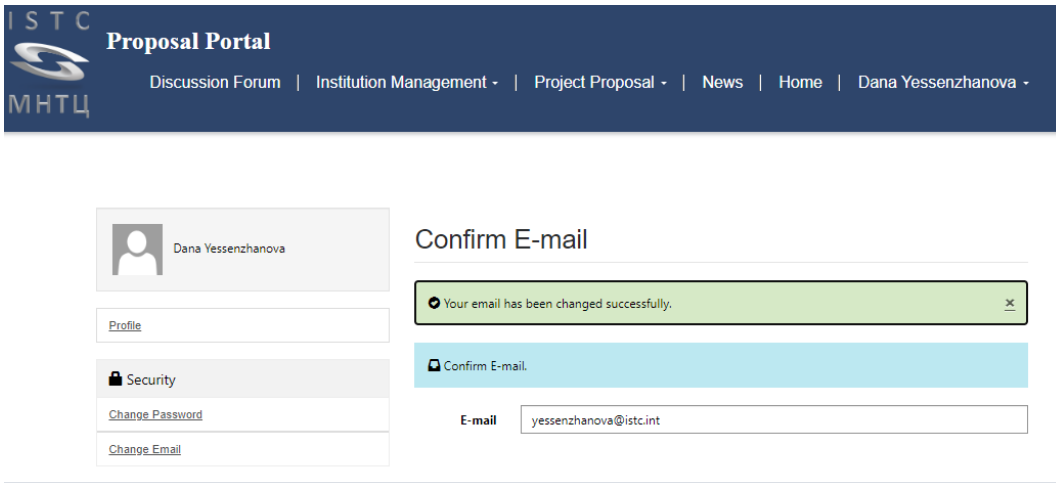 ISTC
МНТЦ
Proposal Portal
Discussion Forum | Institution Management - | Project Proposal - | News | Home | Dana Yessenzhanova -
Dana Yessenzhanova
Profile
Security
Change Password
Change Email
Confirm E-mail
Your email has been changed successfully. ×
Confirm E-mail.
E-mail yessenzhanova@istc.int